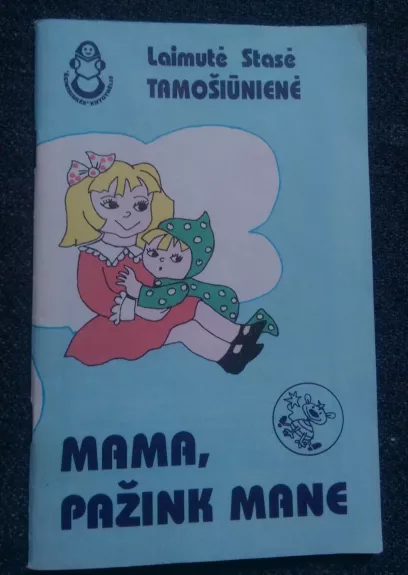 Laimutė Stasė
TAMOŠIŪNIENĖ
MAMA,
PAŽINK MANE